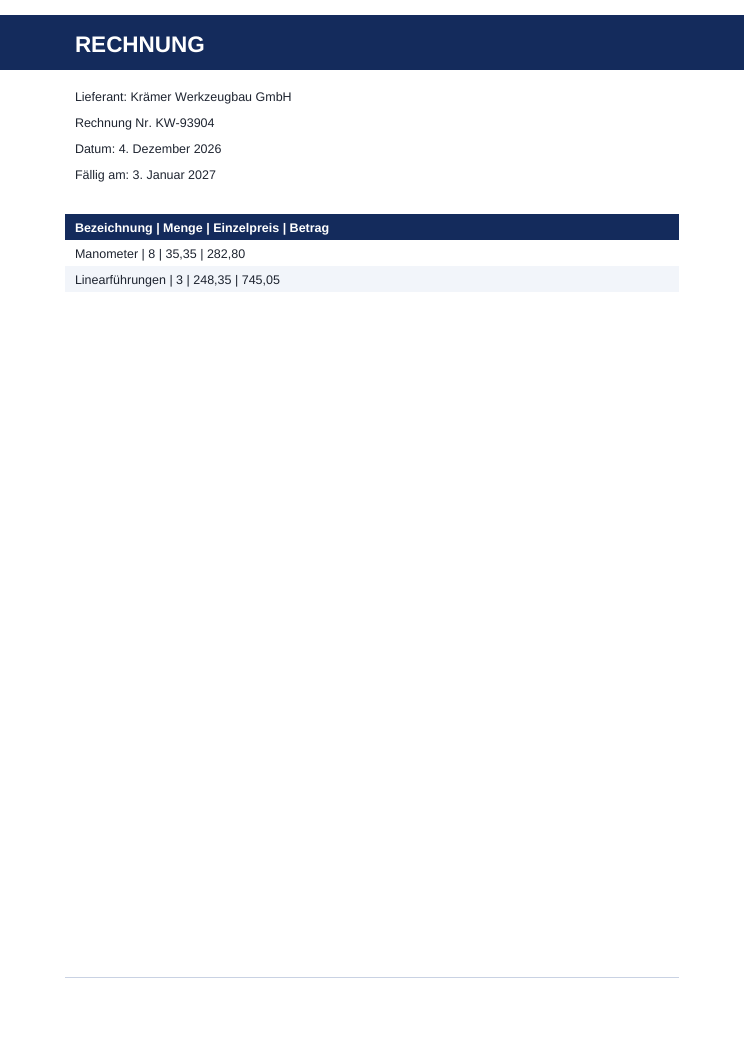 RECHNUNG
Lieferant: Krämer Werkzeugbau GmbH
Rechnung Nr. KW-93904
Datum: 4. Dezember 2026
Fällig am: 3. Januar 2027
Bezeichnung | Menge | Einzelpreis | Betrag
Manometer | 8 | 35,35 | 282,80
Linearführungen | 3 | 248,35 | 745,05